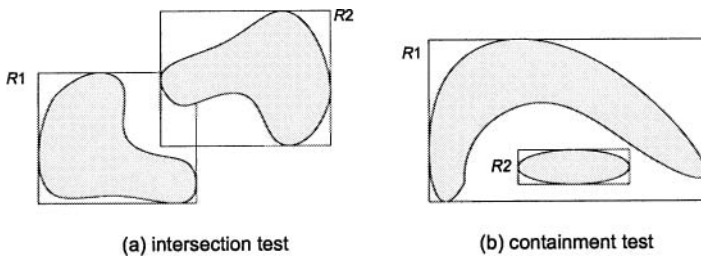 R2
R1
R1
R2
(a) intersection test
(b) containment test